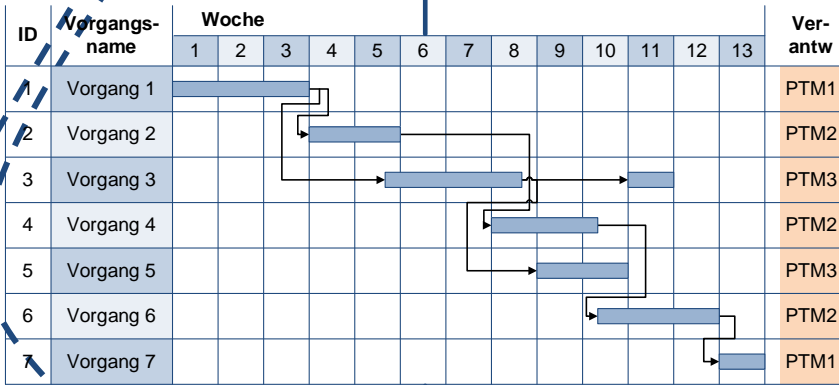 ID Vorgangs-name Woche Ver-antw
1 2 3 4 5 6 7 8 9 10 11 12 13
1 Vorgang 1 PTM1
2 Vorgang 2 PTM2
3 Vorgang 3 PTM3
4 Vorgang 4 PTM2
5 Vorgang 5 PTM3
6 Vorgang 6 PTM2
7 Vorgang 7 PTM1